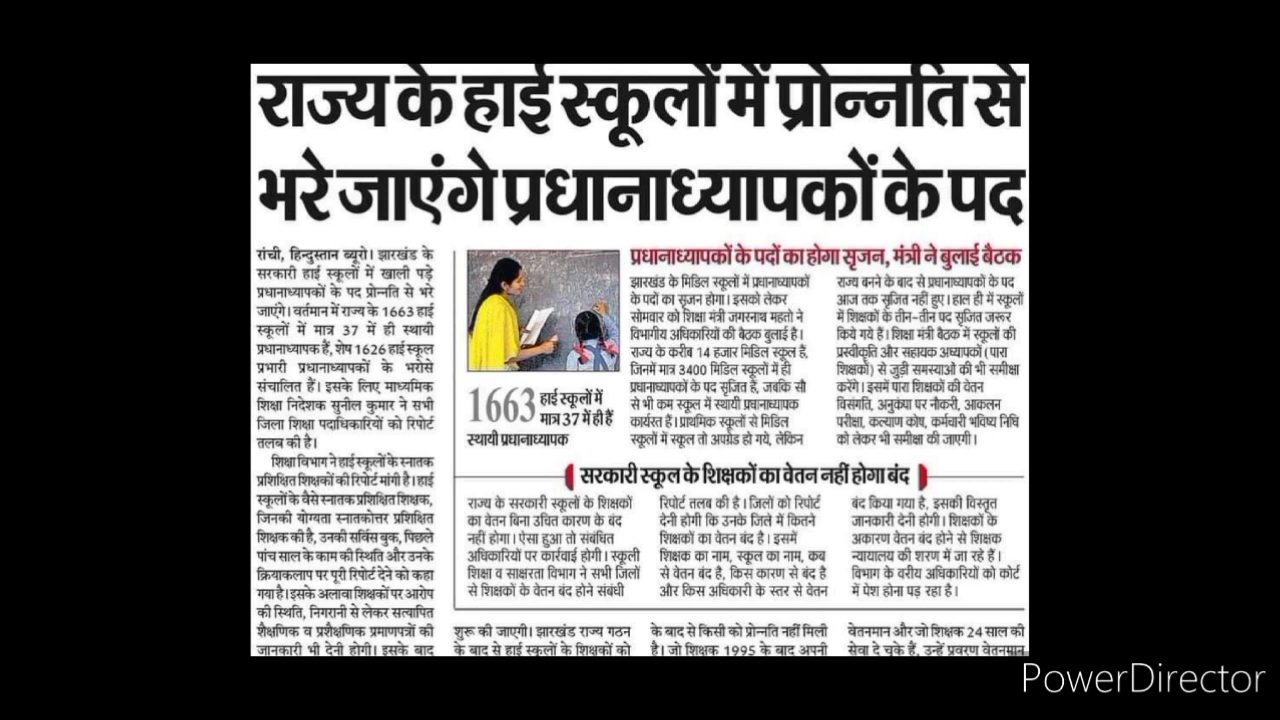 राज्य के हाई स्कूलों में प्रोन्नति से
भरे जाएंगे प्रधानाध्यापकों के पद
रांची, हिन्दुस्तान ब्यूरो। झारखंड के
सरकारी हाई स्कूलों में खाली पड़े
प्रधानाध्यापकों के पद प्रोन्नति से भरे
जाएंगे। वर्तमान में राज्य के 1663 हाई
स्कूलों में मात्र 37 में ही स्थायी
प्रधानाध्यापक हैं, शेष 1626 हाई स्कूल
प्रभारी प्रधानाध्यापकों के भरोसे
संचालित हैं। इसके लिए माध्यमिक
शिक्षा निदेशक सुनील कुमार ने सभी
जिला शिक्षा पदाधिकारियों को रिपोर्ट
तलब की है।
शिक्षा विभाग ने हाई स्कूलों के स्नातक
प्रशिक्षित शिक्षकों की रिपोर्ट मांगी है। हाई
स्कूलों के वैसे स्नातक प्रशिक्षित शिक्षक,
जिनकी योग्यता स्नातकोत्तर प्रशिक्षित
शिक्षक की है, उनकी सर्विस बुक, पिछले
पांच साल के काम की स्थिति और उनके
क्रियाकलाप पर पूरी रिपोर्ट देने को कहा
गया है। इसके अलावा शिक्षकों पर आरोप
की स्थिति, निगरानी से लेकर सत्यापित
शैक्षणिक व प्रशैक्षणिक प्रमाणपत्रों की
जानकारी भी देनी होगी। इसके बाद
1663 हाई स्कूलों में
मात्र 37 में ही हैं
स्थायी प्रधानाध्यापक
प्रधानाध्यापकों के पदों का होगा सृजन, मंत्री ने बुलाई बैठक
झारखंड के मिडिल स्कूलों में प्रधानाध्यापकों
के पदों का सृजन होगा। इसको लेकर
सोमवार को शिक्षा मंत्री जगरनाथ महतो ने
विभागीय अधिकारियों की बैठक बुलाई है।
राज्य के करीब 14 हजार मिडिल स्कूल हैं,
जिनमें मात्र 3400 मिडिल स्कूलों में ही
प्रधानाध्यापकों के पद सृजित हैं, जबकि सौ
से भी कम स्कूल में स्थायी प्रधानाध्यापक
कार्यरत हैं। प्राथमिक स्कूलों से मिडिल
स्कूलों में स्कूल तो अपग्रेड हो गये, लेकिन
राज्य बनने के बाद से प्रधानाध्यापकों के पद
आज तक सृजित नहीं हुए। हाल ही में स्कूलों
में शिक्षकों के तीन-तीन पद सृजित जरूर
किये गये हैं। शिक्षा मंत्री बैठक में स्कूलों की
प्रस्वीकृति और सहायक अध्यापकों (पारा
शिक्षकों) से जुड़ी समस्याओं की भी समीक्षा
करेंगे। इसमें पारा शिक्षकों की वेतन
विसंगति, अनुकंपा पर नौकरी, आकलन
परीक्षा, कल्याण कोष, कर्मचारी भविष्य निधि
को लेकर भी समीक्षा की जाएगी।
सरकारी स्कूल के शिक्षकों का वेतन नहीं होगा बंद
राज्य के सरकारी स्कूलों के शिक्षकों
का वेतन बिना उचित कारण के बंद
नहीं होगा। ऐसा हुआ तो संबंधित
अधिकारियों पर कार्रवाई होगी। स्कूली
शिक्षा व साक्षरता विभाग ने सभी जिलों
से शिक्षकों के वेतन बंद होने संबंधी
रिपोर्ट तलब की है। जिलों को रिपोर्ट
देनी होगी कि उनके जिले में कितने
शिक्षकों का वेतन बंद है। इसमें
शिक्षक का नाम, स्कूल का नाम, कब
से वेतन बंद है, किस कारण से बंद है
और किस अधिकारी के स्तर से वेतन
बंद किया गया है, इसकी विस्तृत
जानकारी देनी होगी। शिक्षकों के
अकारण वेतन बंद होने से शिक्षक
न्यायालय की शरण में जा रहे हैं।
विभाग के वरीय अधिकारियों को कोर्ट
में पेश होना पड़ रहा है।
शुरू की जाएगी। झारखंड राज्य गठन
के बाद से हाई स्कूलों के शिक्षकों को
के बाद से किसी को प्रोन्नति नहीं मिली
है। जो शिक्षक 1995 के बाद अपनी
वेतनमान और जो शिक्षक 24 साल की
सेवा दे चुके हैं, उन्हें प्रवरण वेतनमान
PowerDirector